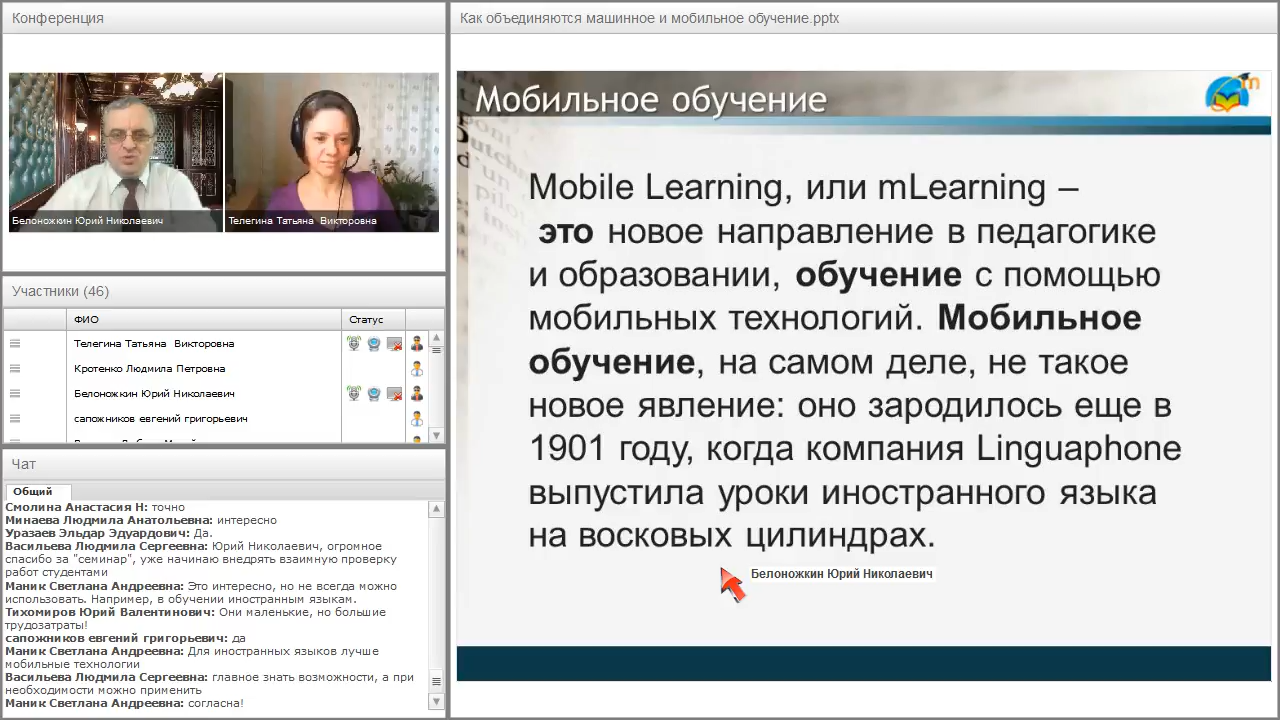 Конференция
Белоножкин Юрий Николаевич
Телегина Татьяна Викторовна
Участники (46)
ФИО Статус
Телегина Татьяна Викторовна
Кротенко Людмила Петровна
Белоножкин Юрий Николаевич
сапожников евгений григорьевич
Чат
Общий
Смолина Анастасия Н: точно
Минаева Людмила Анатольевна: интересно
Уразаев Эльдар Эдуардович: Да.
Васильева Людмила Сергеевна: Юрий Николаевич, огромное
спасибо за "семинар", уже начинаю внедрять взаимную проверку
работ студентами
Маник Светлана Андреевна: Это интересно, но не всегда можно
использовать. Например, в обучении иностранным языкам.
Тихомиров Юрий Валентинович: Они маленькие, но большие
трудозатраты!
сапожников евгений григорьевич: да
Маник Светлана Андреевна: Для иностранных языков лучше
мобильные технологии
Васильева Людмила Сергеевна: главное знать возможности, а при
необходимости можно применить
Маник Светлана Андреевна: согласна!
Как объединяются машинное и мобильное обучение.pptx
Мобильное обучение
m
Mobile Learning, или mLearning –
это новое направление в педагогике
и образовании, обучение с помощью
мобильных технологий. Мобильное
обучение, на самом деле, не такое
новое явление: оно зародилось еще в
1901 году, когда компания Linguaphone
выпустила уроки иностранного языка
на восковых цилиндрах.
Белоножкин Юрий Николаевич